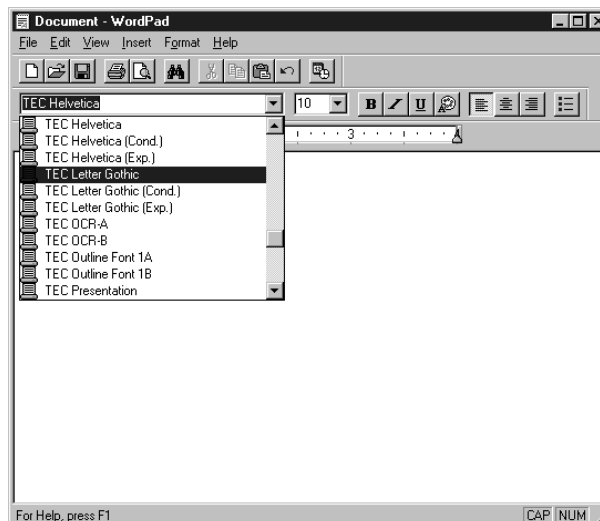 Document - WordPad
File Edit View Insert Format Help
TEC Helvetica 10 B I U
TEC Helvetica
TEC Helvetica (Cond.)
TEC Helvetica (Exp.)
TEC Letter Gothic
TEC Letter Gothic (Cond.)
TEC Letter Gothic (Exp.)
TEC OCR-A
TEC OCR-B
TEC Outline Font 1A
TEC Outline Font 1B
TEC Presentation
3
For Help, press F1 CAP NUM